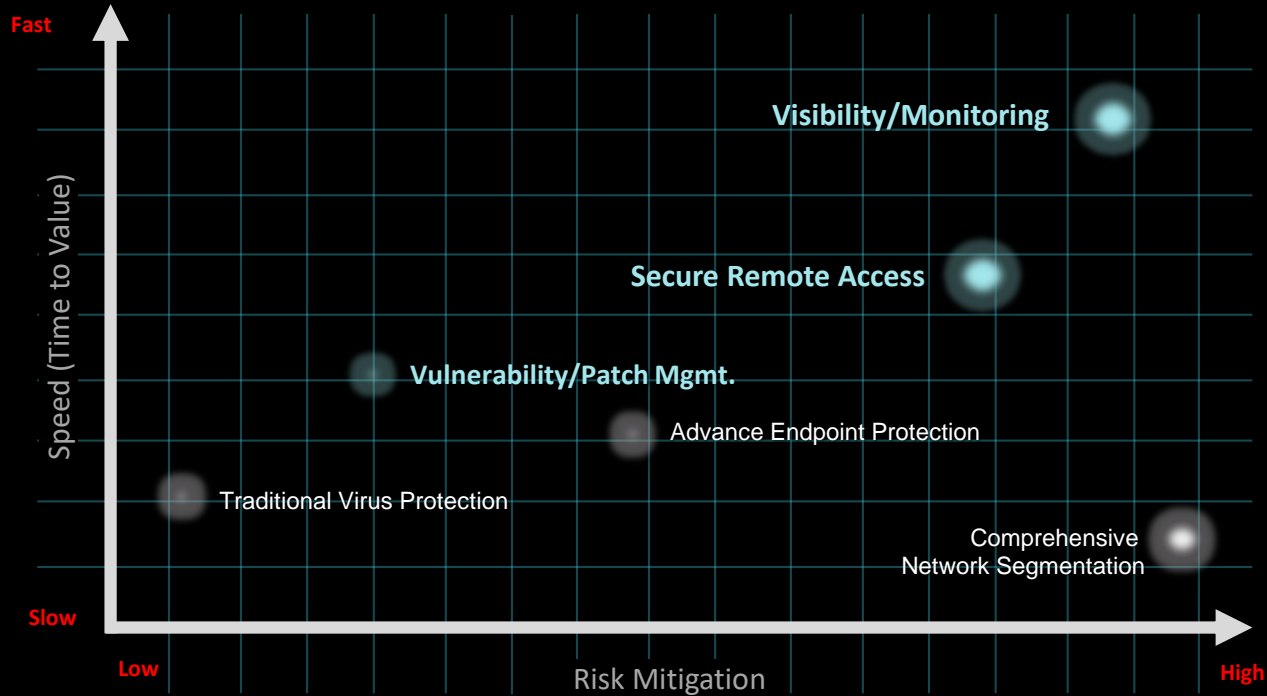 Fast
Visibility/Monitoring
Speed (Time to Value)
Secure Remote Access
Vulnerability/Patch Mgmt.
Advance Endpoint Protection
Traditional Virus Protection
Comprehensive
Network Segmentation
Slow
Low
Risk Mitigation
High